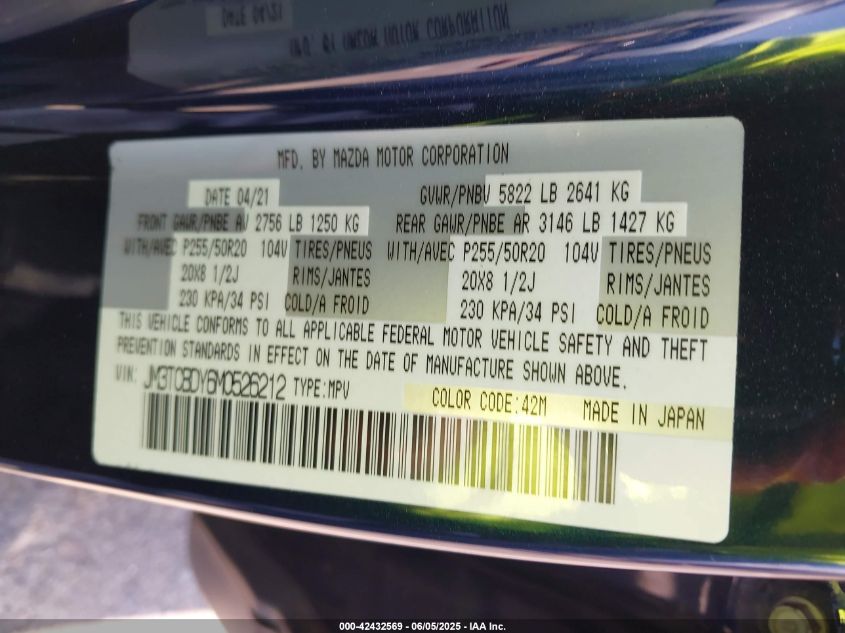 DATE 04/21
MFD. BY MAZDA MOTOR CORPORATION
DATE 04/21 GVWR/PNBV 5822 LB 2641 KG
FRONT GAWR/PNBE AV 2756 LB 1250 KG REAR GAWR/PNBE AR 3146 LB 1427 KG
WITH/AVEC P255/50R20 104V TIRES/PNEUS WITH/AVEC P255/50R20 104V TIRES/PNEUS
20X8 1/2J RIMS/JANTES 20X8 1/2J RIMS/JANTES
230 KPA/34 PSI COLD/A FROID 230 KPA/34 PSI COLD/A FROID
THIS VEHICLE CONFORMS TO ALL APPLICABLE FEDERAL MOTOR VEHICLE SAFETY AND THEFT
PREVENTION STANDARDS IN EFFECT ON THE DATE OF MANUFACTURE SHOWN ABOVE.
VIN: JM3TCBDY6M0526212 TYPE:MPV COLOR CODE:42M MADE IN JAPAN
000-42432569 - 06/05/2025 - IAA Inc.